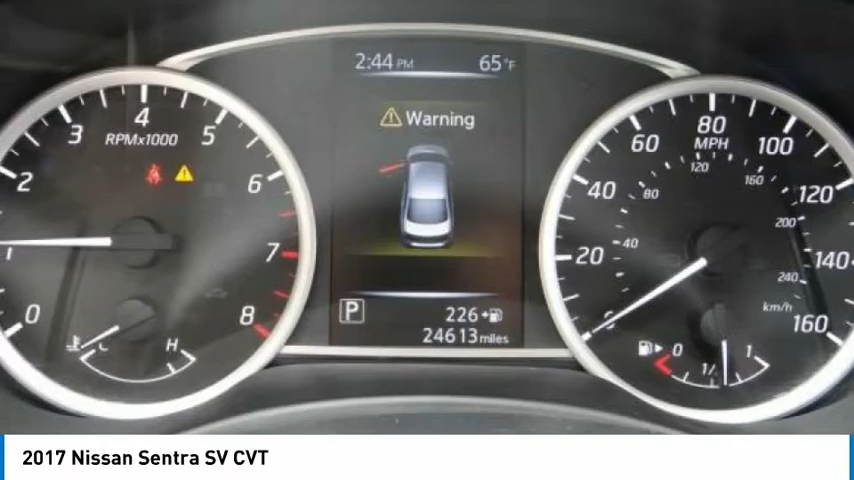 2:44 PM 65°F
Warning
0 1 2 3 4 5 6 7 8
RPMx1000
C H
P
226
24613 miles
0 20 40 60 80 100 120 140 160
MPH
40 80 120 160 200 240
km/h
0 1/ 1
2017 Nissan Sentra SV CVT